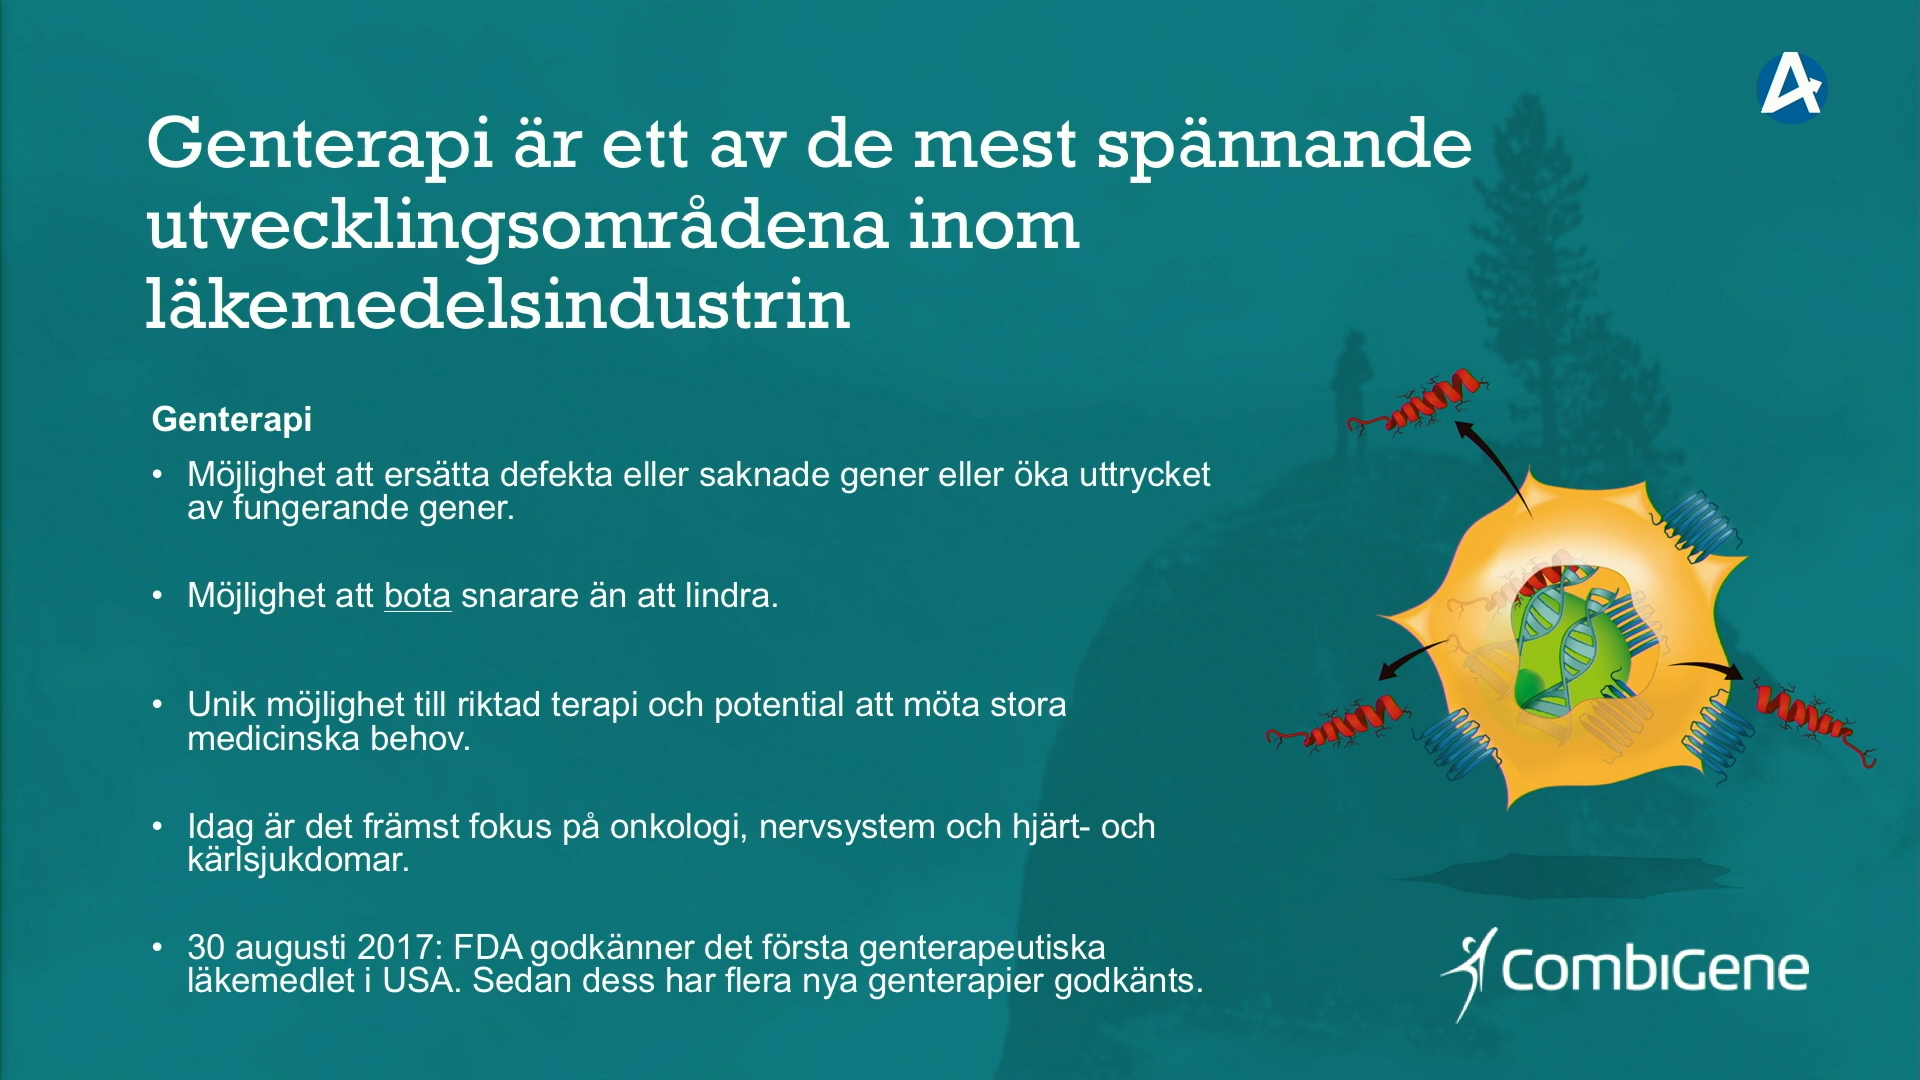 Genterapi är ett av de mest spännande
utvecklingsområdena inom
läkemedelsindustrin
Genterapi
• Möjlighet att ersätta defekta eller saknade gener eller öka uttrycket
av fungerande gener.
• Möjlighet att bota snarare än att lindra.
• Unik möjlighet till riktad terapi och potential att möta stora
medicinska behov.
• Idag är det främst fokus på onkologi, nervsystem och hjärt- och
kärlsjukdomar.
• 30 augusti 2017: FDA godkänner det första genterapeutiska
läkemedlet i USA. Sedan dess har flera nya genterapier godkänts.
CombiGene